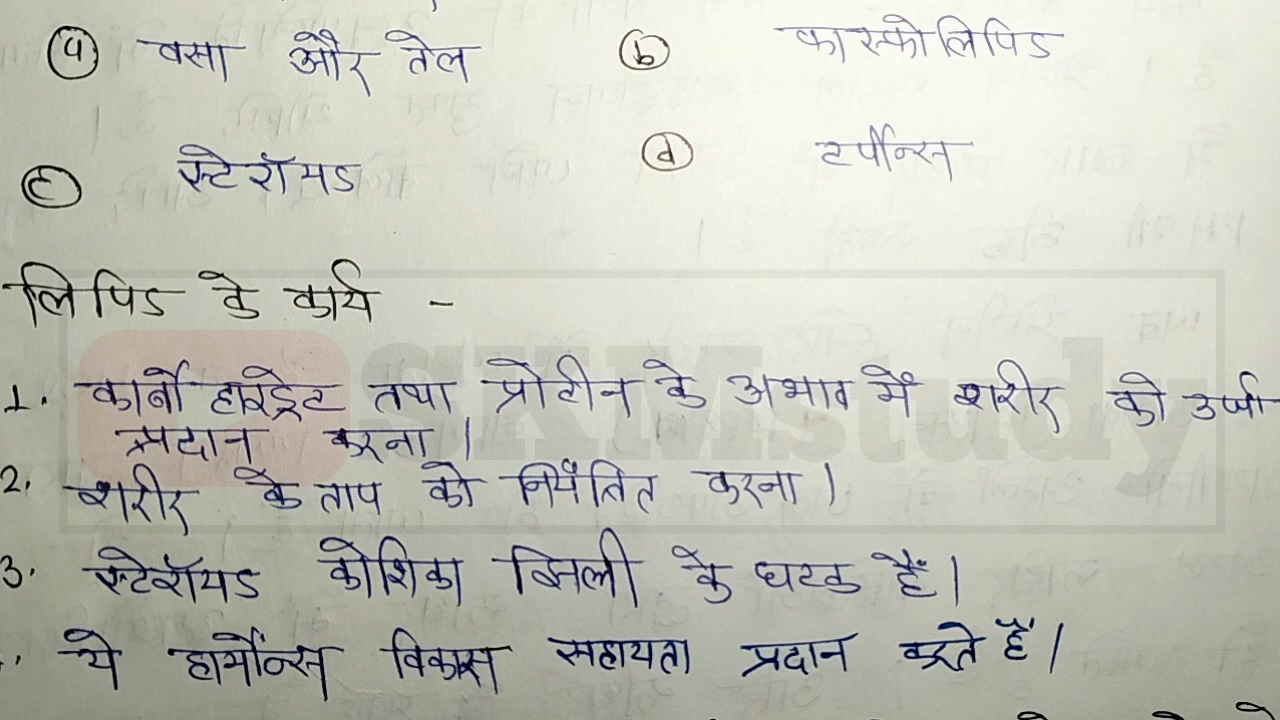 (a) वसा और तेल (b) फास्फोलिपिड
(c) स्टेरॉयड (d) टर्पीन्स
लिपिड के कार्य -
SKMstudy
1. कार्बोहाइड्रेट तथा प्रोटीन के अभाव में शरीर को उर्जा
प्रदान करना।
2. शरीर के ताप को नियंत्रित करना।
3. स्टेरॉयड कोशिका झिल्ली के घटक हैं।
ये हार्मोन्स विकास सहायता प्रदान करते हैं।